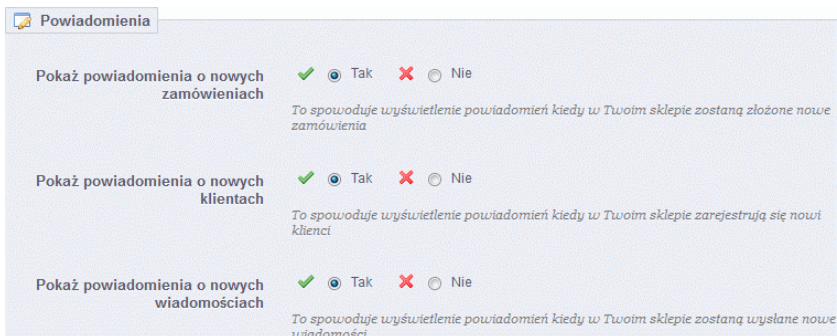 Powiadomienia
Pokaż powiadomienia o nowych
zamówieniach
Tak Nie
To spowoduje wyświetlenie powiadomień kiedy w Twoim sklepie zostaną złożone nowe
zamówienia
Pokaż powiadomienia o nowych
klientach
Tak Nie
To spowoduje wyświetlenie powiadomień kiedy w Twoim sklepie zarejestrują się nowi
klienci
Pokaż powiadomienia o nowych
wiadomościach
Tak Nie
To spowoduje wyświetlenie powiadomień kiedy w Twoim sklepie zostaną wysłane nowe
wiadomości